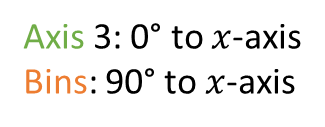 Axis 3: 0° to 𝑥-axis
Bins: 90° to 𝑥-axis